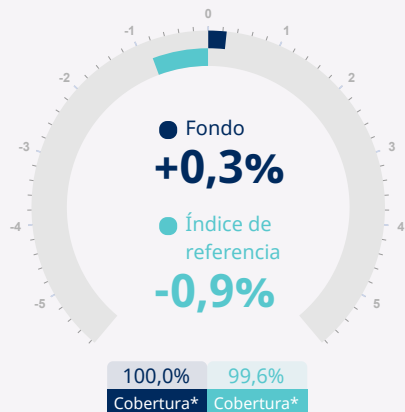 0
-1 1
-2 2
-3 3
-4 4
-5 5
Fondo
+0,3%
Índice de
referencia
-0,9%
100,0% 99,6%
Cobertura* Cobertura*